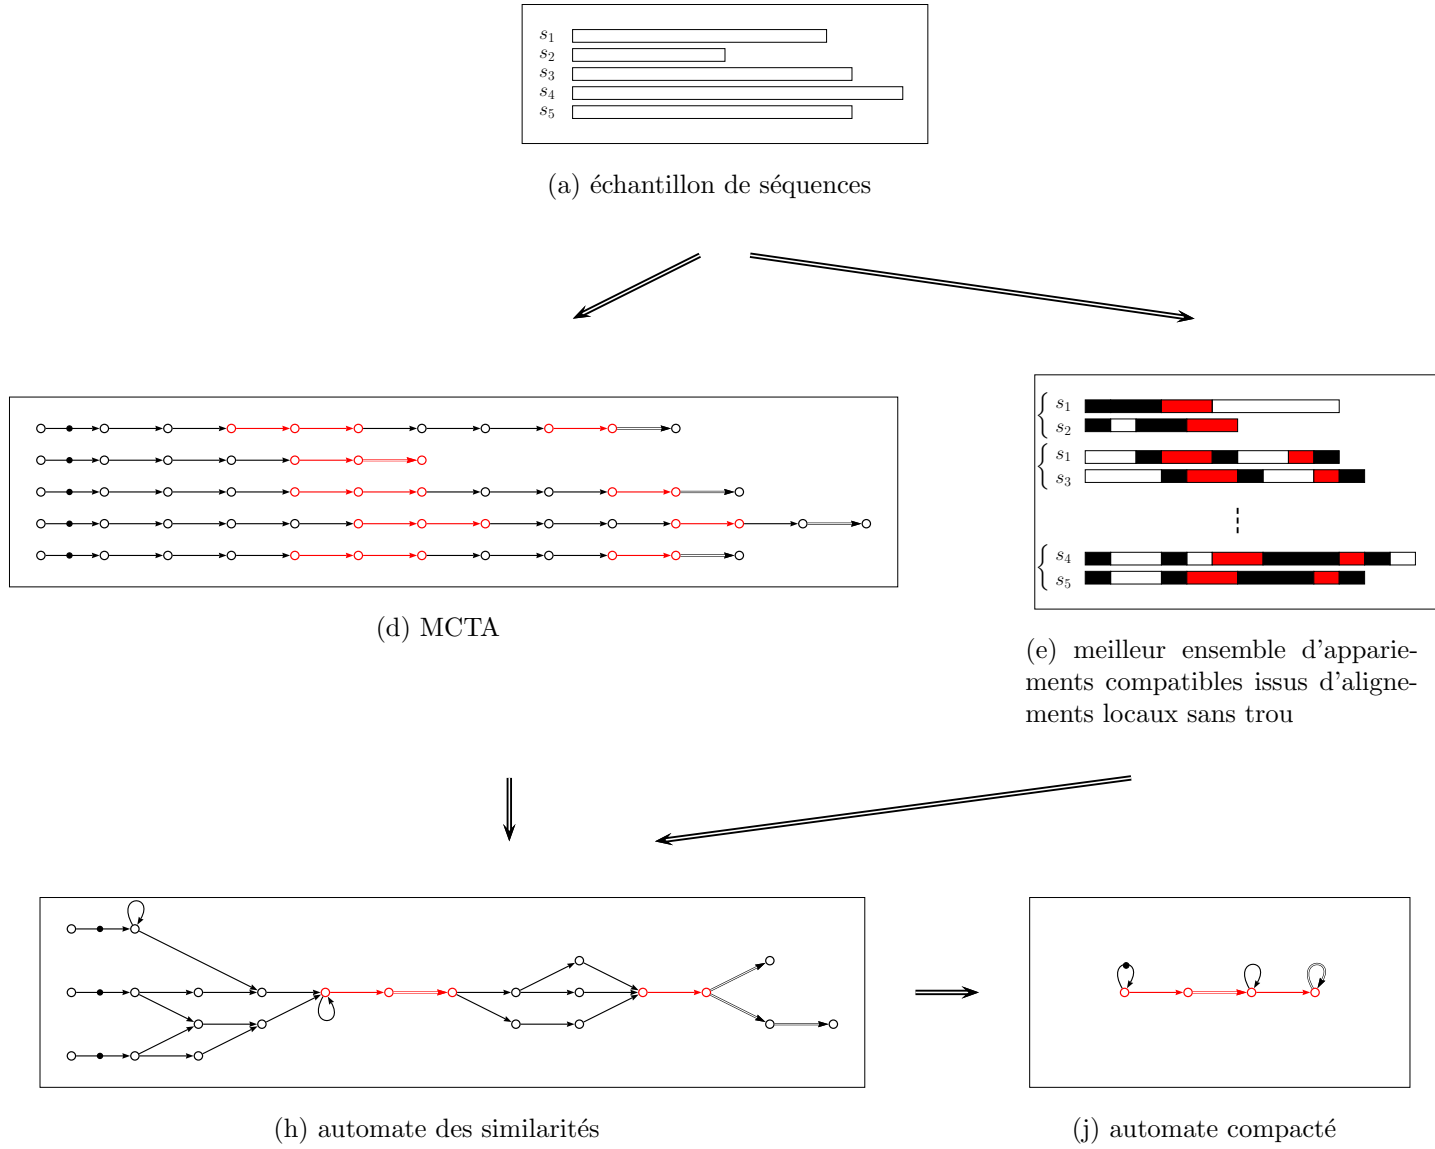 s1
s2
s3
s4
s5
(a) échantillon de séquences
s1
s2
s1
s3
s4
s5
(d) MCTA
(e) meilleur ensemble d'apparie-
ments compatibles issus d'aligne-
ments locaux sans trou
(h) automate des similarités
(j) automate compacté